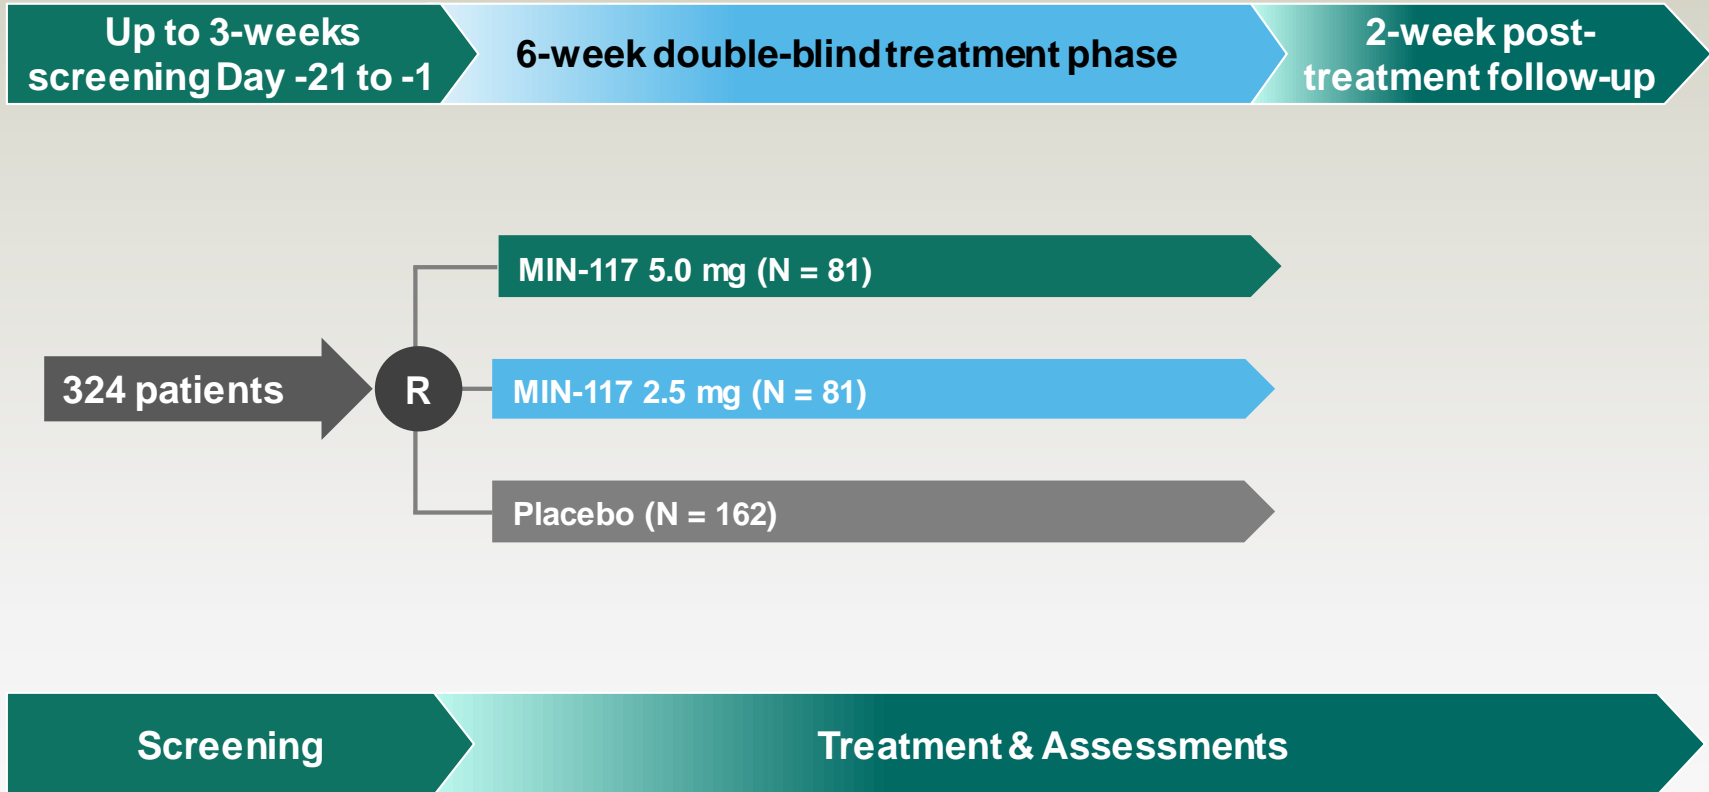 Up to 3-weeks
screening Day -21 to -1
6-week double-blind treatment phase
2-week post-
treatment follow-up
MIN-117 5.0 mg (N = 81)
324 patients
R
MIN-117 2.5 mg (N = 81)
Placebo (N = 162)
Screening
Treatment & Assessments